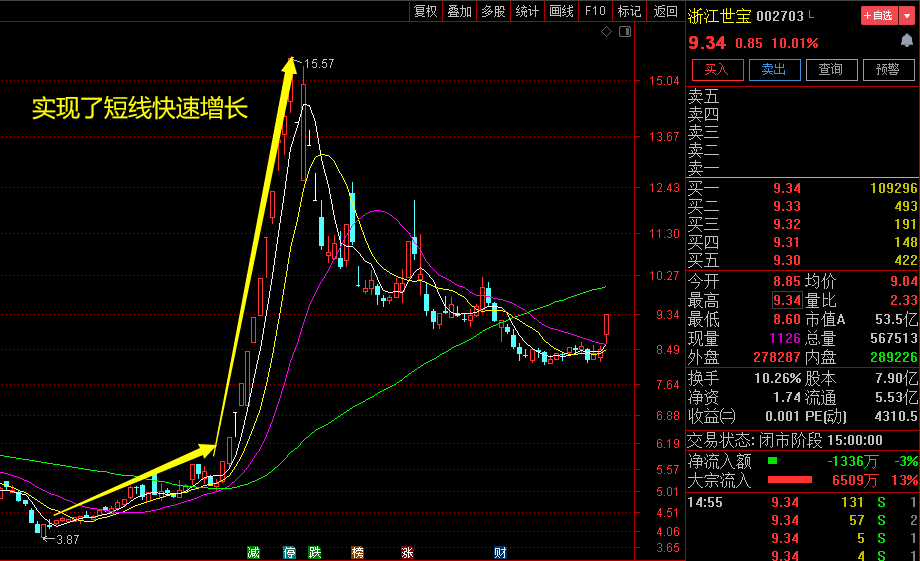 复权 叠加 多股 统计 画线 F10 标记 返回
浙江世宝 002703 L +自选
9.34 0.85 10.01%
买入 卖出 查询 预警
实现了短线快速增长
15.57
3.87
15.04
13.67
12.43
11.30
10.27
9.34
8.49
7.64
6.88
6.19
5.57
5.01
4.51
4.06
3.65
减 停 跌 榜 涨 财
卖五
卖四
卖三
卖二
卖一
买一 9.34 109296
买二 9.33 493
买三 9.32 191
买四 9.31 148
买五 9.30 422
今开 8.85 均价 9.04
最高 9.34 量比 2.33
最低 8.60 市值A 53.5亿
现量 1126 总量 567513
外盘 278287 内盘 289226
换手 10.26% 股本 7.90亿
净资 1.74 流通 5.53亿
收益㈢ 0.001 PE(动) 4310.5
交易状态: 闭市阶段 15:00:00
净流入额 -1336万 -3%
大宗流入 6509万 13%
14:55 9.34 131 S 1
9.34 57 S 2
9.34 5 S 1
9.34 4 S 1